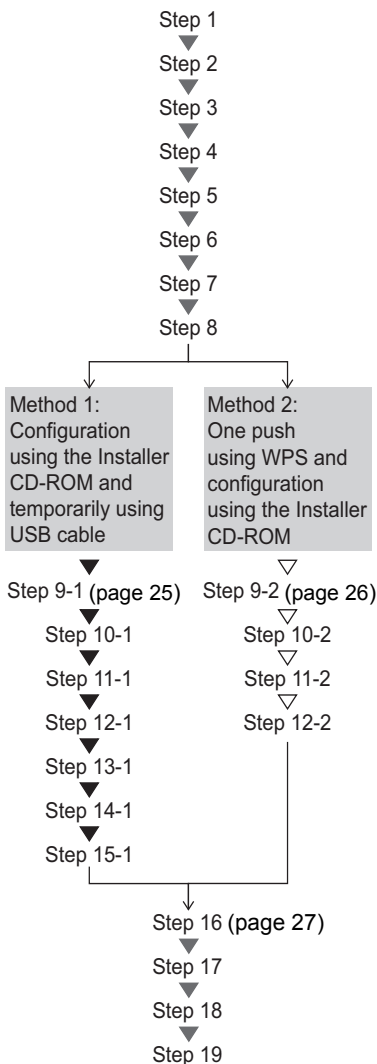 Step 1
Step 2
Step 3
Step 4
Step 5
Step 6
Step 7
Step 8
Method 1:
Configuration
using the Installer
CD-ROM and
temporarily using
USB cable
Method 2:
One push
using WPS and
configuration
using the Installer
CD-ROM
Step 9-1 (page 25)
Step 10-1
Step 11-1
Step 12-1
Step 13-1
Step 14-1
Step 15-1
Step 9-2 (page 26)
Step 10-2
Step 11-2
Step 12-2
Step 16 (page 27)
Step 17
Step 18
Step 19